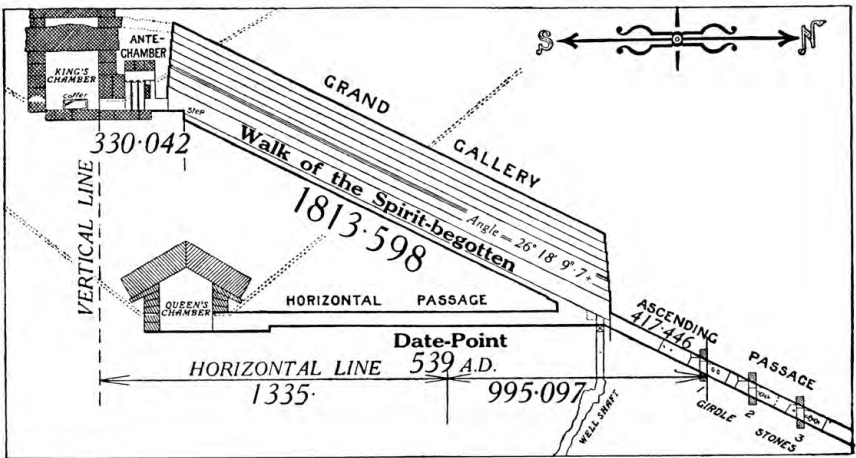 S N
ANTE-
CHAMBER
KING'S
CHAMBER
Coffer
Step
330·042
GRAND GALLERY
Walk of the Spirit-begotten
1813·598
Angle = 26° 18′ 9″·7+
VERTICAL LINE
QUEEN'S
CHAMBER
HORIZONTAL PASSAGE
ASCENDING PASSAGE
417·446
Date-Point
539 A.D.
HORIZONTAL LINE
1335·
995·097
WELL SHAFT
1 2 3
GIRDLE STONES